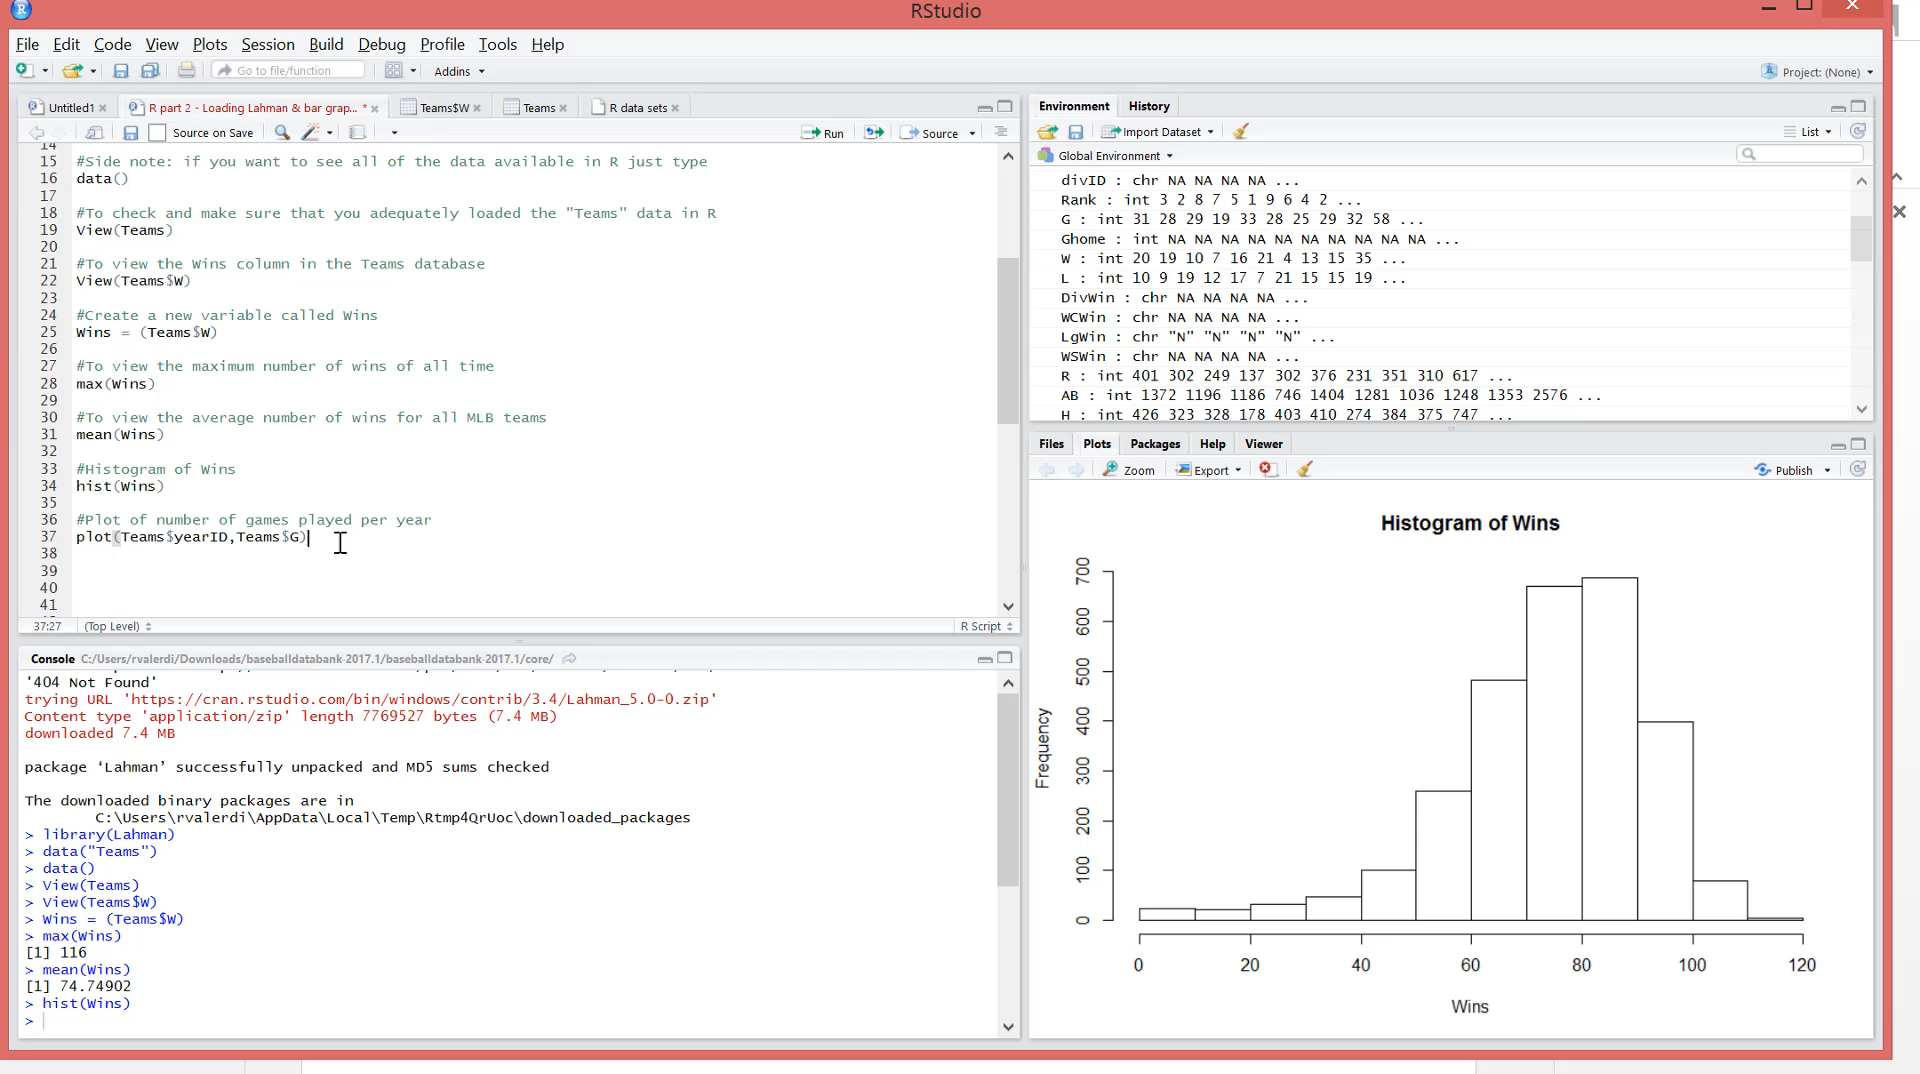 RStudio
File Edit Code View Plots Session Build Debug Profile Tools Help
Go to file/function Addins Project: (None)
Untitled1 R part 2 - Loading Lahman & bar grap... * Teams$W Teams R data sets
Source on Save Run Source
14
15 #Side note: if you want to see all of the data available in R just type
16 data()
17
18 #To check and make sure that you adequately loaded the "Teams" data in R
19 View(Teams)
20
21 #To view the Wins column in the Teams database
22 View(Teams$W)
23
24 #Create a new variable called Wins
25 Wins = (Teams$W)
26
27 #To view the maximum number of wins of all time
28 max(Wins)
29
30 #To view the average number of wins for all MLB teams
31 mean(Wins)
32
33 #Histogram of Wins
34 hist(Wins)
35
36 #Plot of number of games played per year
37 plot(Teams$yearID,Teams$G)
38
39
40
41
37:27 (Top Level) R Script
Console C:/Users/rvalerdi/Downloads/baseballdatabank-2017.1/baseballdatabank-2017.1/core/
'404 Not Found'
trying URL 'https://cran.rstudio.com/bin/windows/contrib/3.4/Lahman_5.0-0.zip'
Content type 'application/zip' length 7769527 bytes (7.4 MB)
downloaded 7.4 MB
package ‘Lahman’ successfully unpacked and MD5 sums checked
The downloaded binary packages are in
C:\Users\rvalerdi\AppData\Local\Temp\Rtmp4QrUoc\downloaded_packages
> library(Lahman)
> data("Teams")
> data()
> View(Teams)
> View(Teams$W)
> Wins = (Teams$W)
> max(Wins)
[1] 116
> mean(Wins)
[1] 74.74902
> hist(Wins)
>
Environment History
Import Dataset List
Global Environment
divID : chr NA NA NA NA ...
Rank : int 3 2 8 7 5 1 9 6 4 2 ...
G : int 31 28 29 19 33 28 25 29 32 58 ...
Ghome : int NA NA NA NA NA NA NA NA NA NA ...
W : int 20 19 10 7 16 21 4 13 15 35 ...
L : int 10 9 19 12 17 7 21 15 15 19 ...
DivWin : chr NA NA NA NA ...
WCWin : chr NA NA NA NA ...
LgWin : chr "N" "N" "N" "N" ...
WSWin : chr NA NA NA NA ...
R : int 401 302 249 137 302 376 231 351 310 617 ...
AB : int 1372 1196 1186 746 1404 1281 1036 1248 1353 2576 ...
H : int 426 323 328 178 403 410 274 384 375 747 ...
Files Plots Packages Help Viewer
Zoom Export Publish
Histogram of Wins
Frequency
700
600
500
400
300
200
100
0
0 20 40 60 80 100 120
Wins